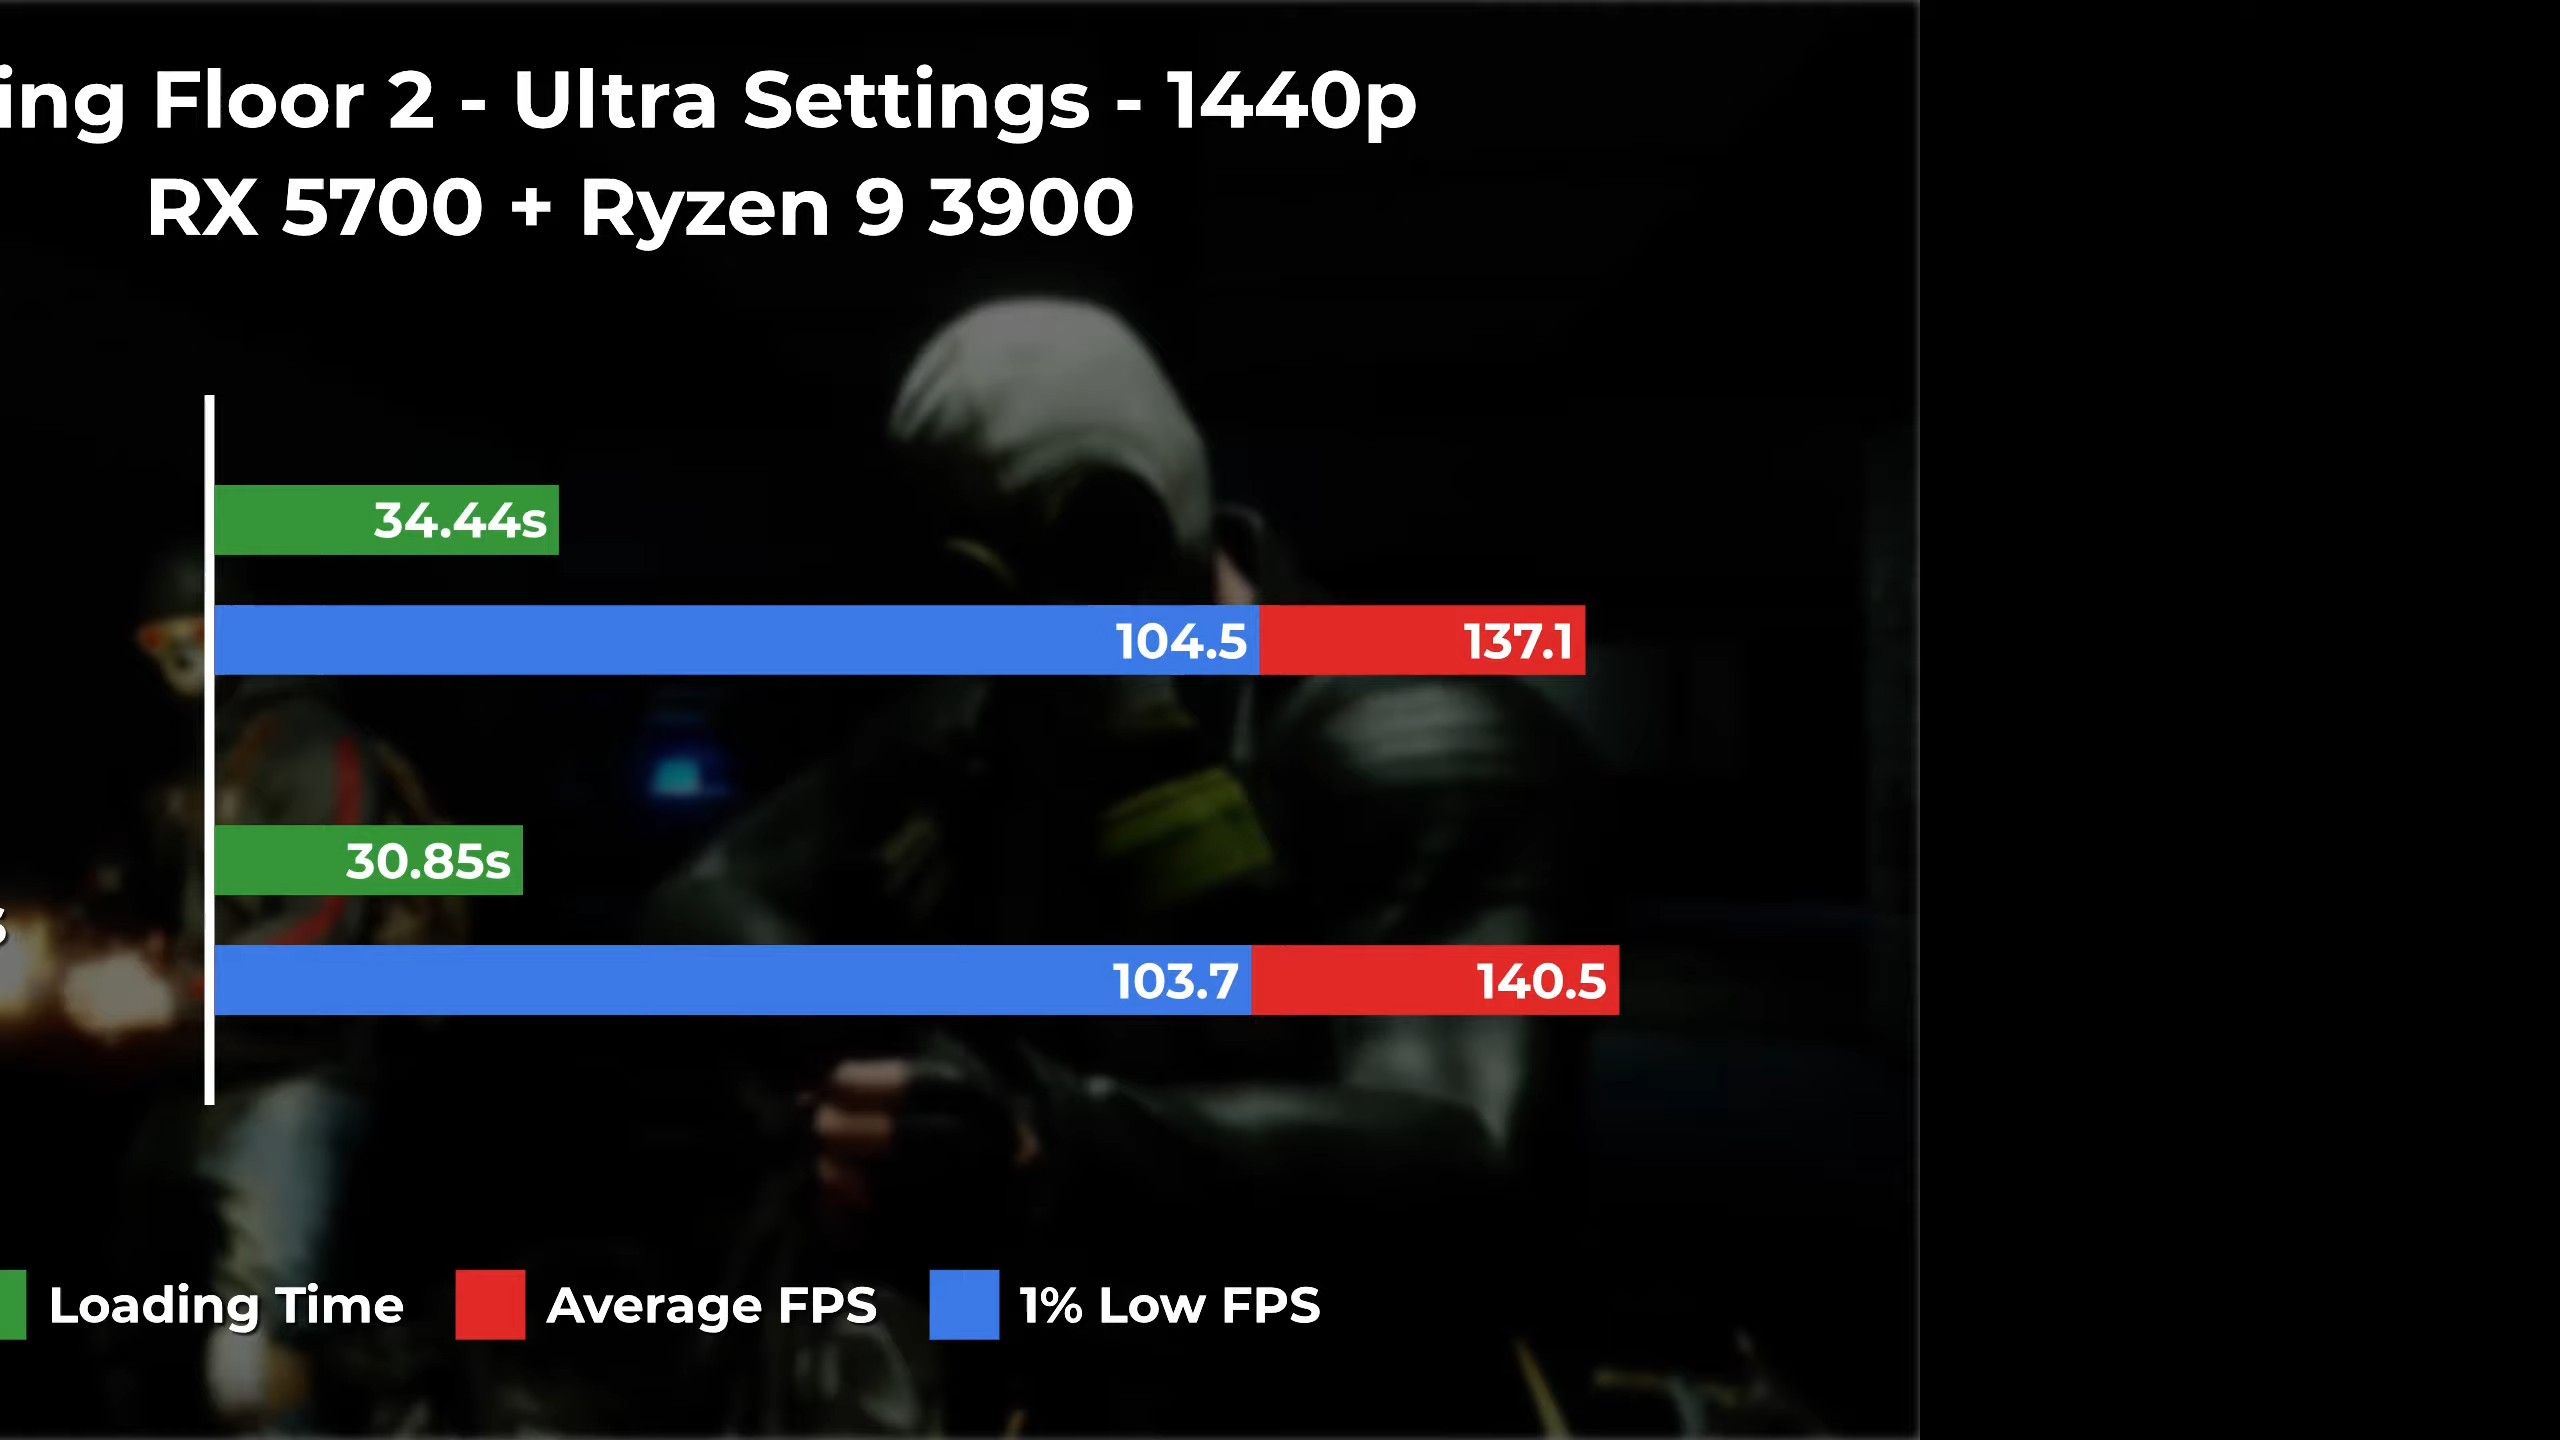 ing Floor 2 - Ultra Settings - 1440p
RX 5700 + Ryzen 9 3900
34.44s
104.5 137.1
30.85s
s
103.7 140.5
Loading Time Average FPS 1% Low FPS